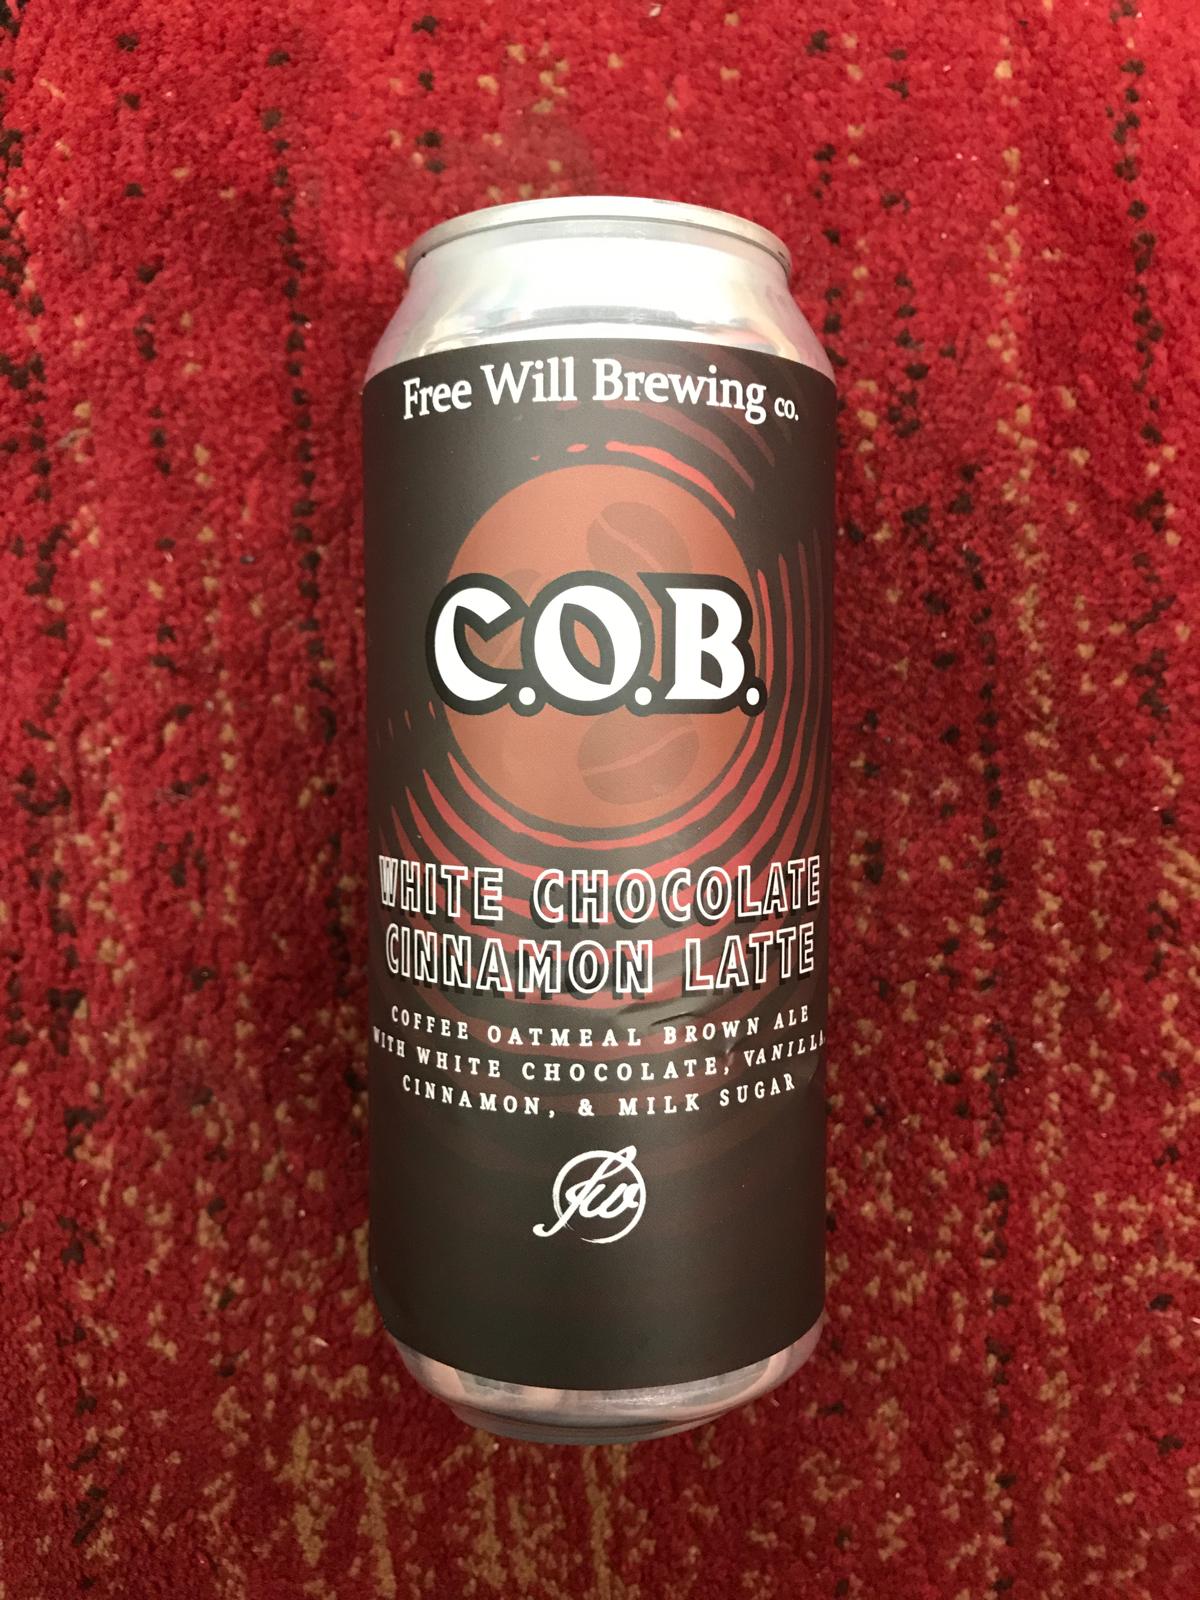 Free Will Brewing co.
C.O.B.
WHITE CHOCOLATE
CINNAMON LATTE
COFFEE OATMEAL BROWN ALE
WITH WHITE CHOCOLATE, VANILLA,
CINNAMON, & MILK SUGAR
fw